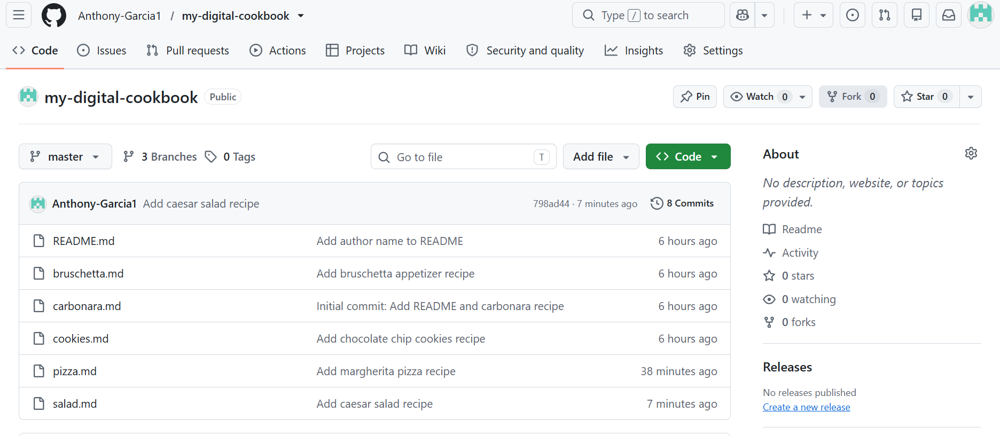 Anthony-Garcia1 / my-digital-cookbook
Type / to search
Code Issues Pull requests Actions Projects Wiki Security and quality Insights Settings
my-digital-cookbook Public
Pin Watch 0 Fork 0 Star 0
master 3 Branches 0 Tags
Go to file T Add file Code
Anthony-Garcia1 Add caesar salad recipe 798ad44 · 7 minutes ago 8 Commits
README.md Add author name to README 6 hours ago
bruschetta.md Add bruschetta appetizer recipe 6 hours ago
carbonara.md Initial commit: Add README and carbonara recipe 6 hours ago
cookies.md Add chocolate chip cookies recipe 6 hours ago
pizza.md Add margherita pizza recipe 38 minutes ago
salad.md Add caesar salad recipe 7 minutes ago
About
No description, website, or topics
provided.
Readme
Activity
0 stars
0 watching
0 forks
Releases
No releases published
Create a new release